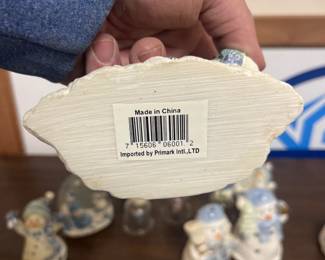 Made in China
7 15606 06001 2
Imported by Primark Intl.,LTD